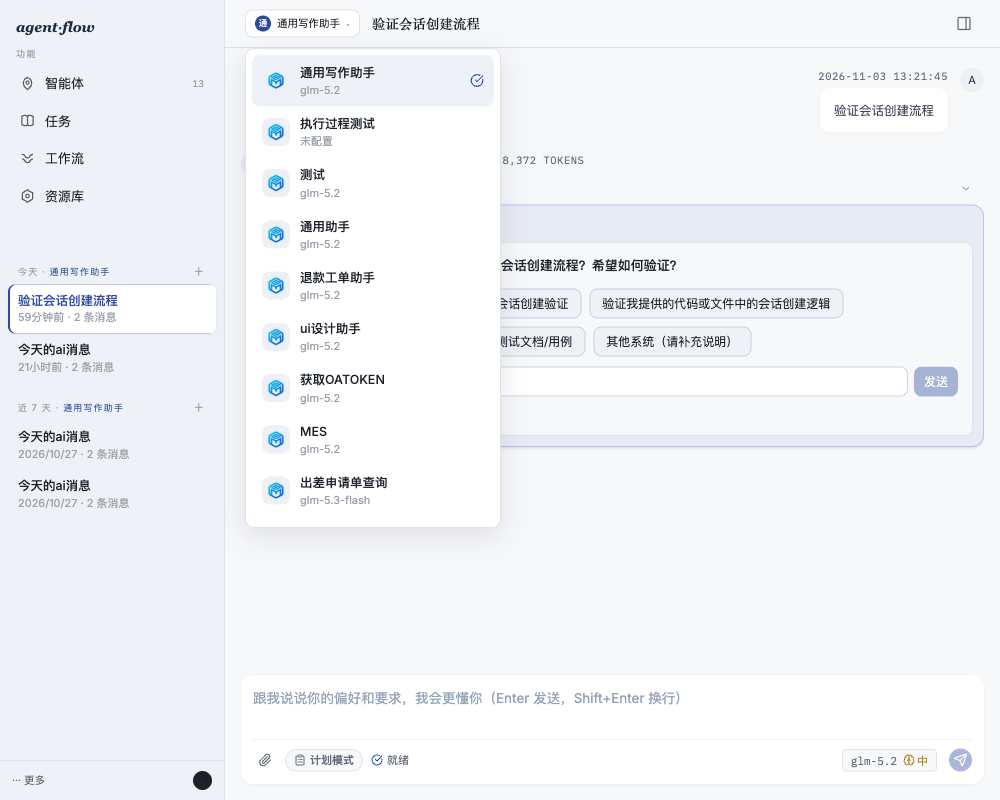 agent·flow
功能
智能体 13
任务
工作流
资源库
今天 · 通用写作助手 +
验证会话创建流程
59分钟前 · 2 条消息
今天的ai消息
21小时前 · 2 条消息
近 7 天 · 通用写作助手 +
今天的ai消息
2026/10/27 · 2 条消息
今天的ai消息
2026/10/27 · 2 条消息
··· 更多
通 通用写作助手 · 验证会话创建流程
通用写作助手
glm-5.2
执行过程测试
未配置
测试
glm-5.2
通用助手
glm-5.2
退款工单助手
glm-5.2
ui设计助手
glm-5.2
获取OATOKEN
glm-5.2
MES
glm-5.2
出差申请单查询
glm-5.3-flash
2026-11-03 13:21:45 A
验证会话创建流程
8,372 TOKENS
会话创建流程？希望如何验证？
会话创建验证 验证我提供的代码或文件中的会话创建逻辑
测试文档/用例 其他系统（请补充说明）
发送
跟我说说你的偏好和要求，我会更懂你（Enter 发送，Shift+Enter 换行）
计划模式 就绪 glm-5.2 中